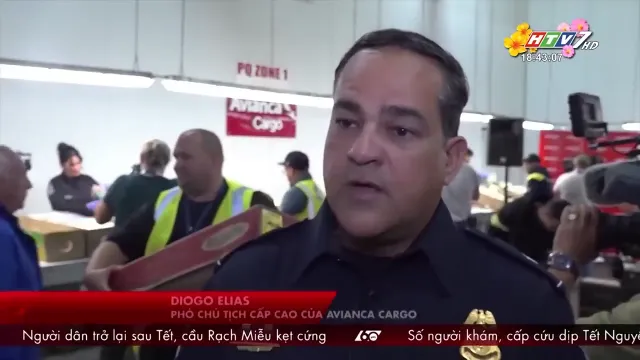 HTV7 HD
18:43:07
PQ ZONE 1
Avianca
Cargo
DIOGO ELIAS
PHÓ CHỦ TỊCH CẤP CAO CỦA AVIANCA CARGO
Người dân trở lại sau Tết, cầu Rạch Miễu kẹt cứng
60
Số người khám, cấp cứu dịp Tết Nguyê